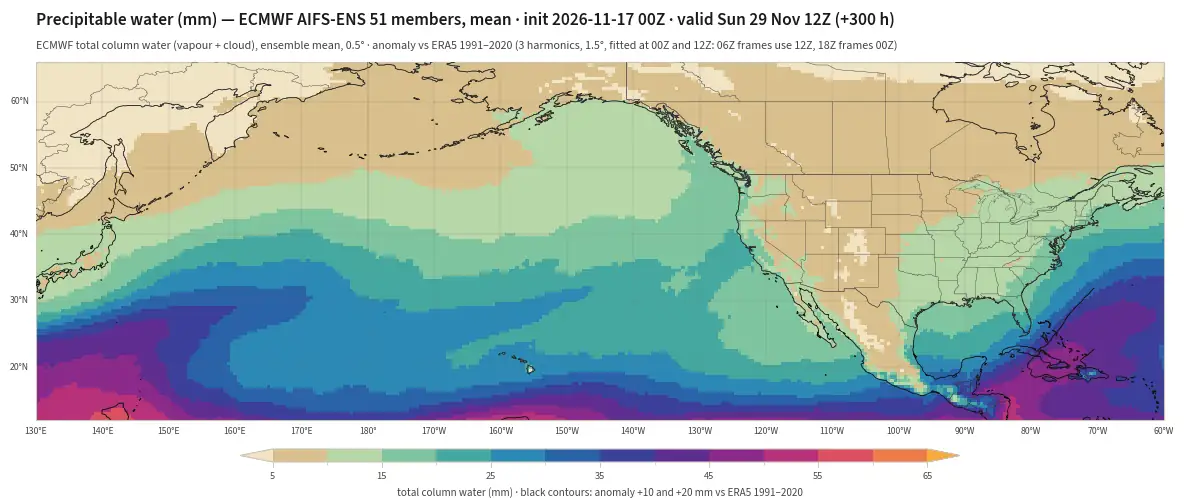 Precipitable water (mm) — ECMWF AIFS-ENS 51 members, mean · init 2026-11-17 00Z · valid Sun 29 Nov 12Z (+300 h)
ECMWF total column water (vapour + cloud), ensemble mean, 0.5° · anomaly vs ERA5 1991–2020 (3 harmonics, 1.5°, fitted at 00Z and 12Z: 06Z frames use 12Z, 18Z frames 00Z)
60°N
50°N
40°N
30°N
20°N
130°E 140°E 150°E 160°E 170°E 180° 170°W 160°W 150°W 140°W 130°W 120°W 110°W 100°W 90°W 80°W 70°W 60°W
5 15 25 35 45 55 65
total column water (mm) · black contours: anomaly +10 and +20 mm vs ERA5 1991–2020